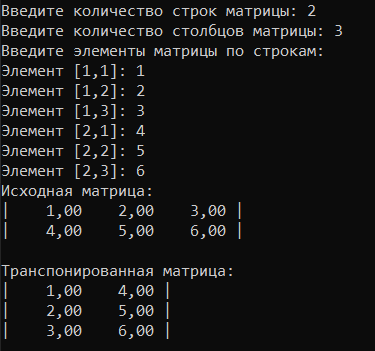 Введите количество строк матрицы: 2
Введите количество столбцов матрицы: 3
Введите элементы матрицы по строкам:
Элемент [1,1]: 1
Элемент [1,2]: 2
Элемент [1,3]: 3
Элемент [2,1]: 4
Элемент [2,2]: 5
Элемент [2,3]: 6
Исходная матрица:
|    1,00    2,00    3,00 |
|    4,00    5,00    6,00 |

Транспонированная матрица:
|    1,00    4,00 |
|    2,00    5,00 |
|    3,00    6,00 |